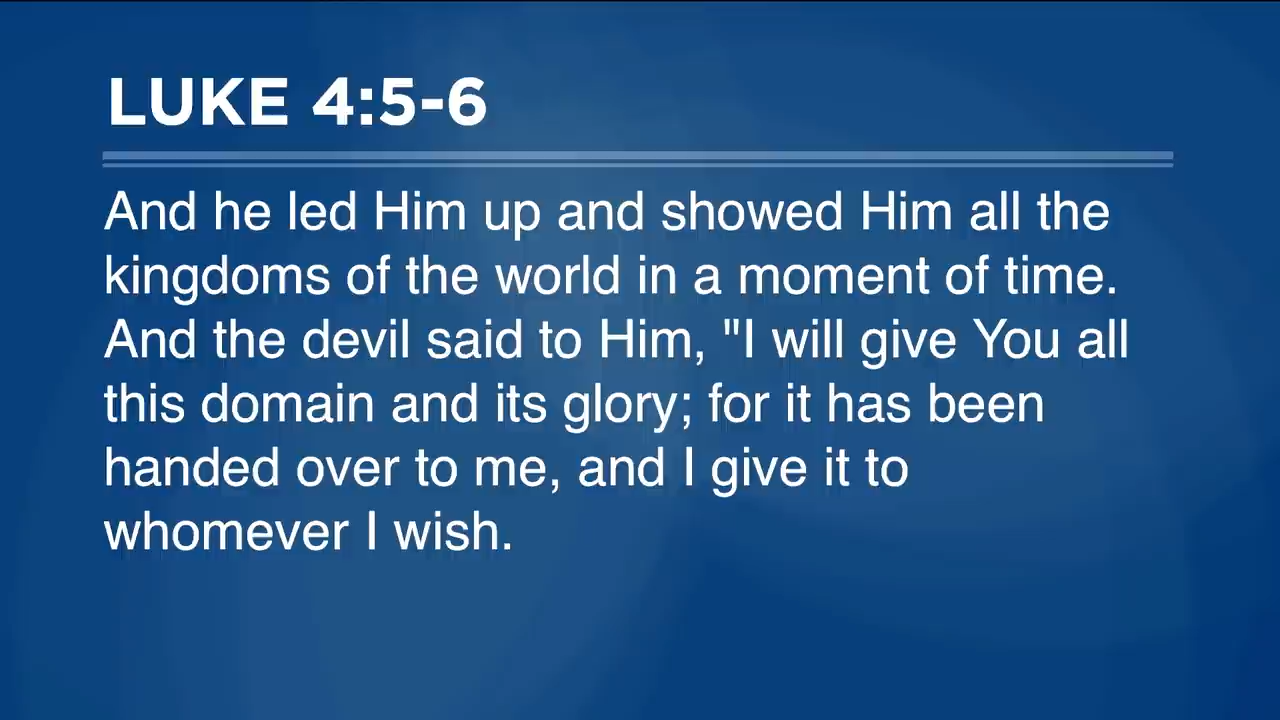 LUKE 4:5-6
And he led Him up and showed Him all the
kingdoms of the world in a moment of time.
And the devil said to Him, "I will give You all
this domain and its glory; for it has been
handed over to me, and I give it to
whomever I wish.